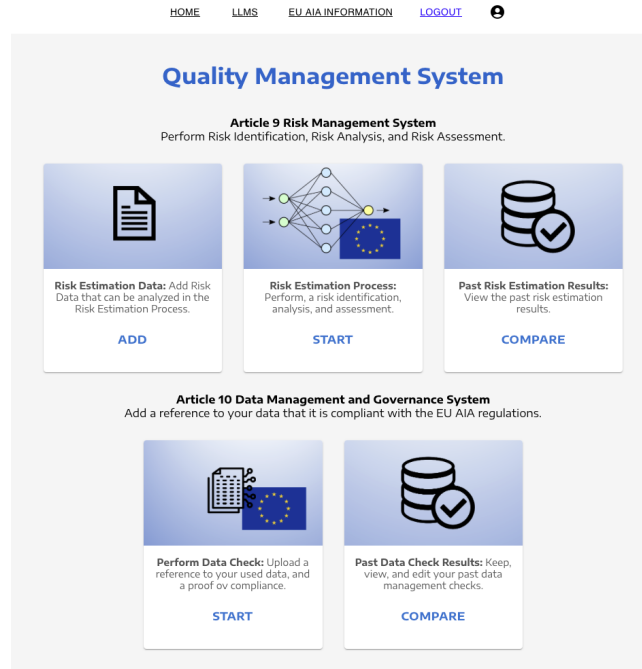 HOME LLMS EU AIA INFORMATION LOGOUT
Quality Management System
Article 9 Risk Management System
Perform Risk Identification, Risk Analysis, and Risk Assessment.
Risk Estimation Data: Add Risk
Data that can be analyzed in the
Risk Estimation Process.
ADD
Risk Estimation Process:
Perform, a risk identification,
analysis, and assessment.
START
Past Risk Estimation Results:
View the past risk estimation
results.
COMPARE
Article 10 Data Management and Governance System
Add a reference to your data that it is compliant with the EU AIA regulations.
Perform Data Check: Upload a
reference to your used data, and
a proof ov compliance.
START
Past Data Check Results: Keep,
view, and edit your past data
management checks.
COMPARE